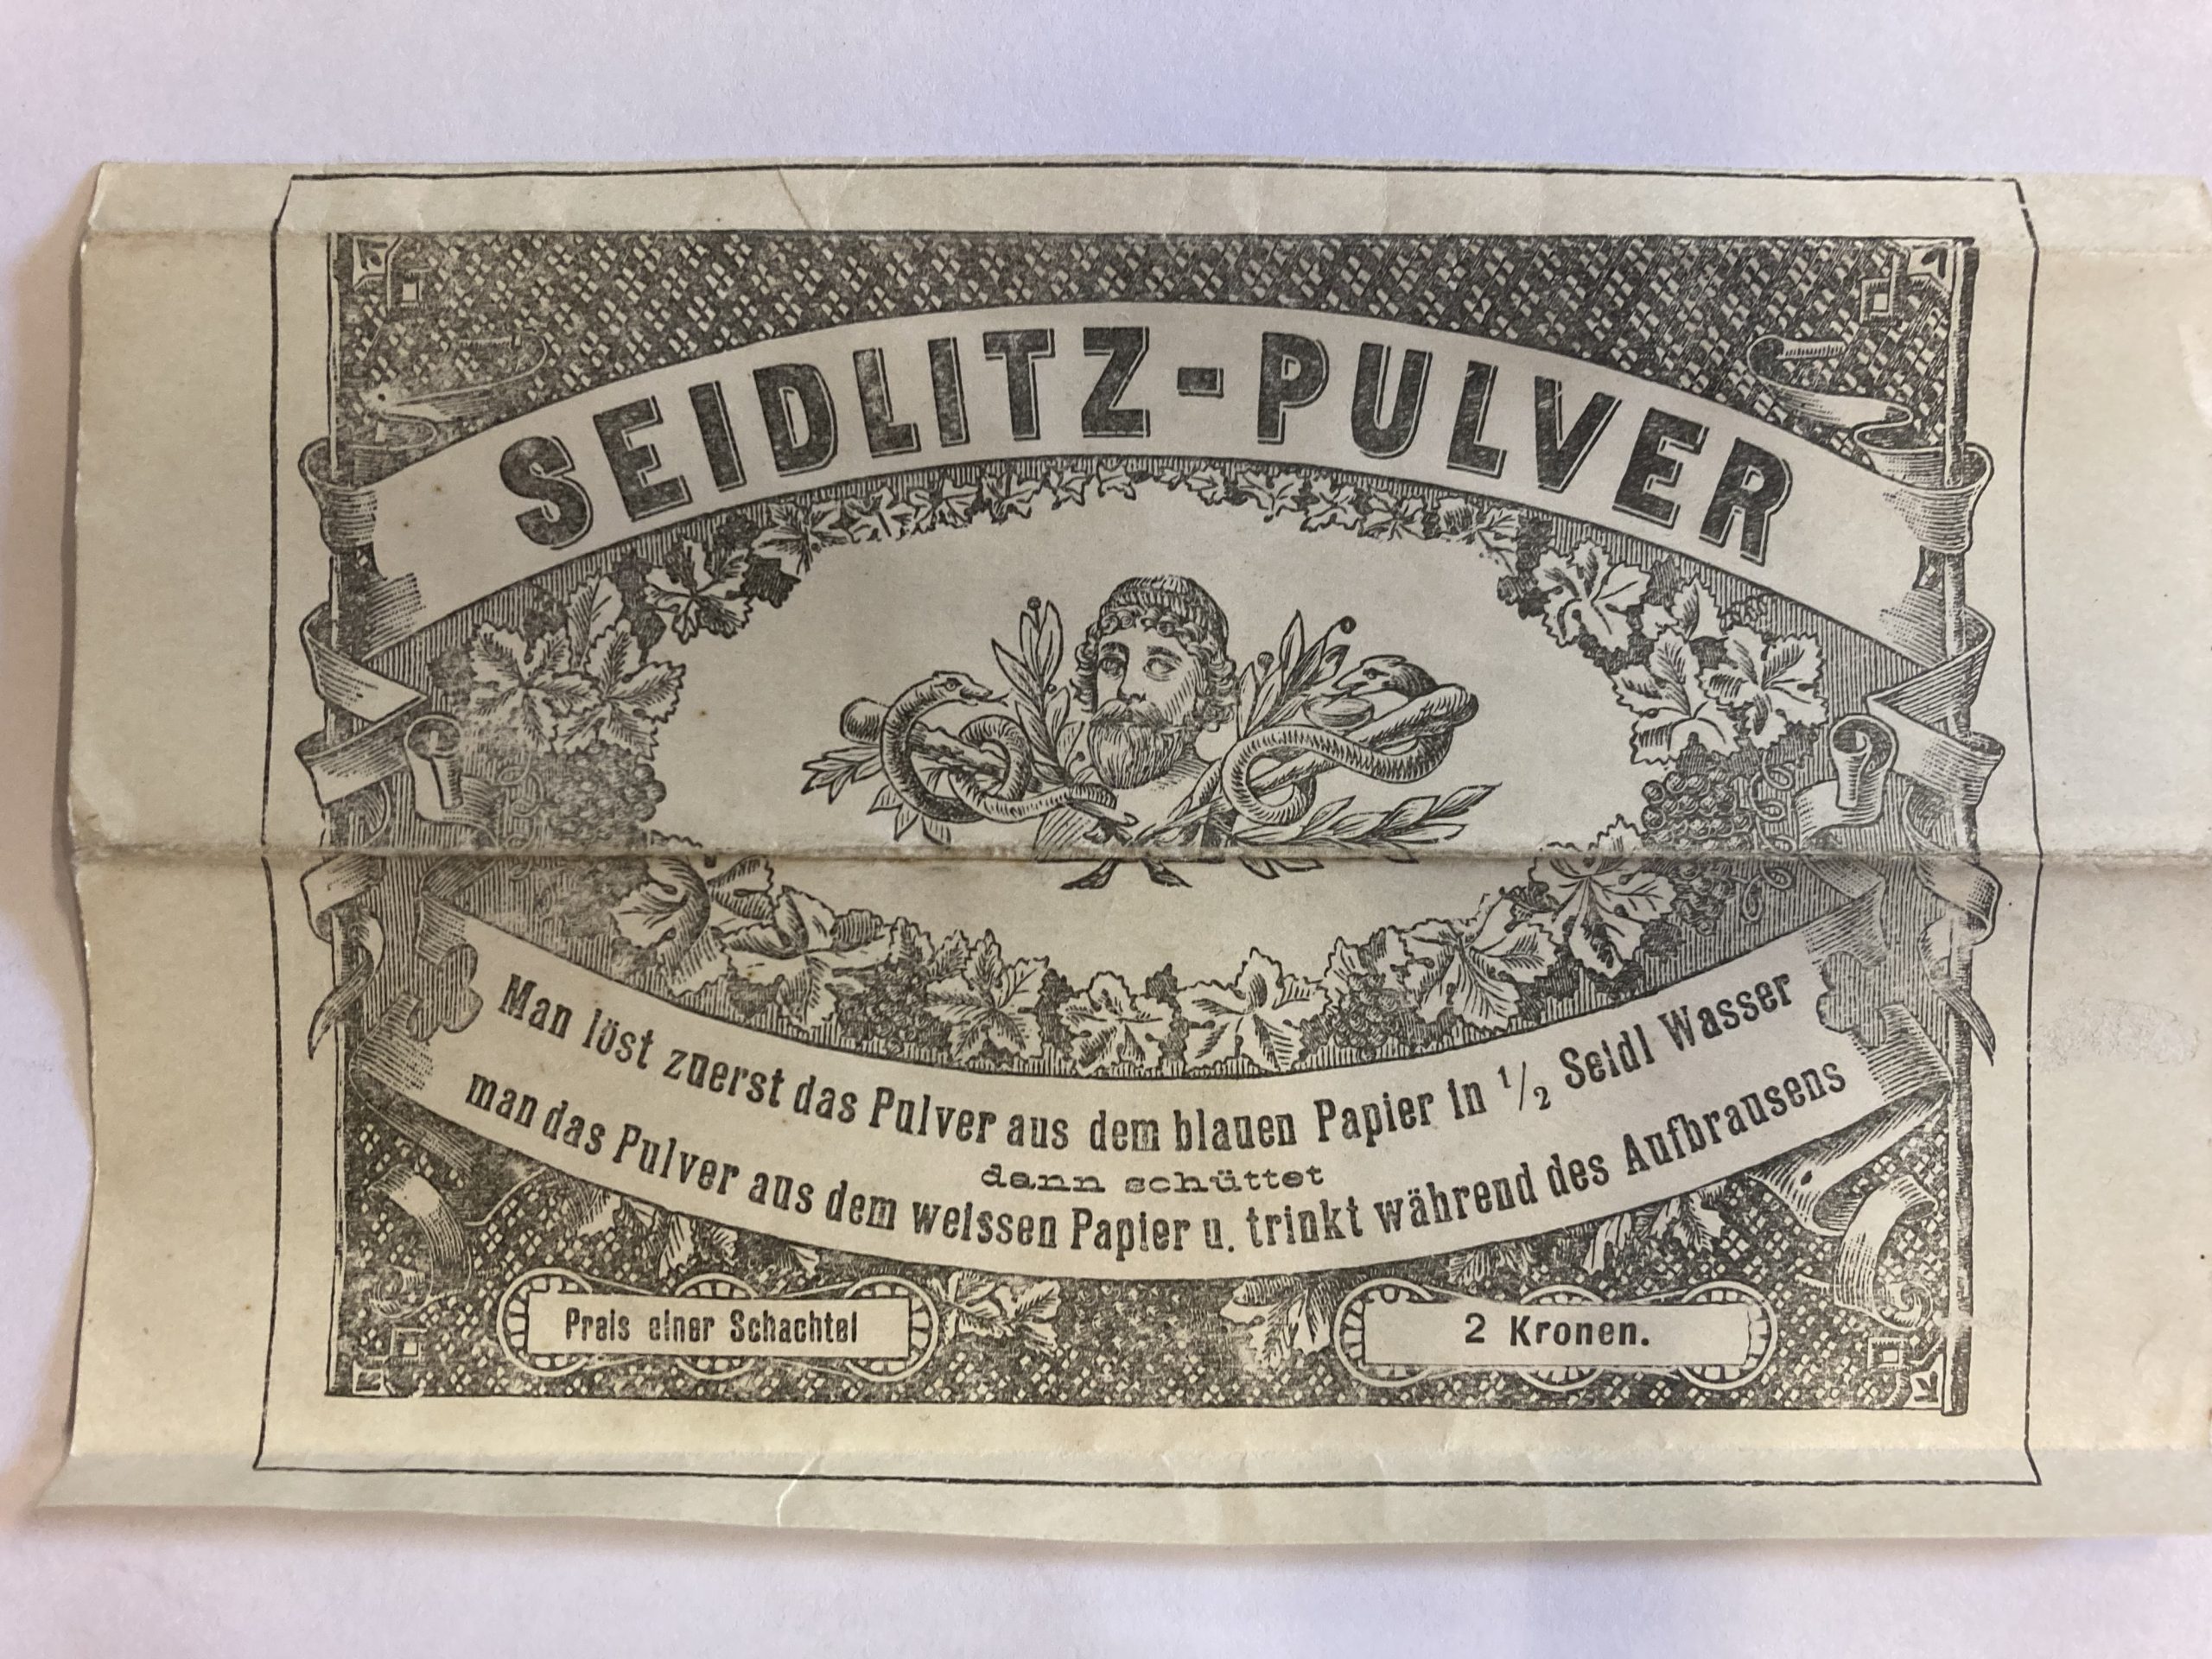 SEIDLITZ-PULVER
Man löst zuerst das Pulver aus dem blauen Papier in 1/2 Seidl Wasser
dann schüttet
man das Pulver aus dem weissen Papier u. trinkt während des Aufbrausens
Preis einer Schachtel
2 Kronen.